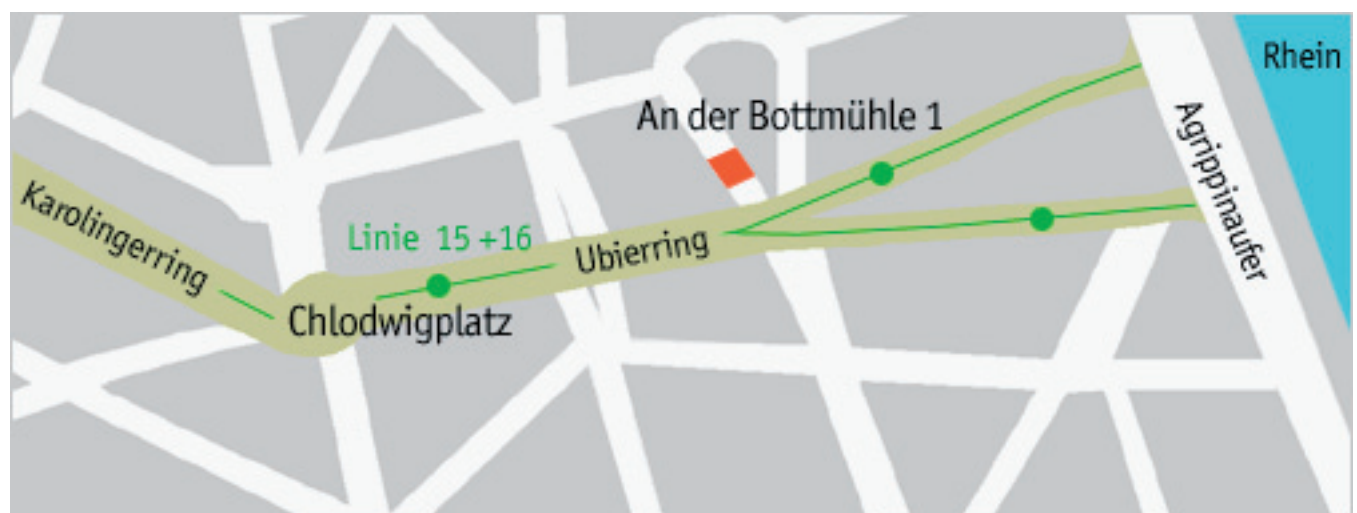 Rhein
An der Bottmühle 1
Agrippinaufer
Karolingerring
Linie 15 +16
Ubierring
Chlodwigplatz